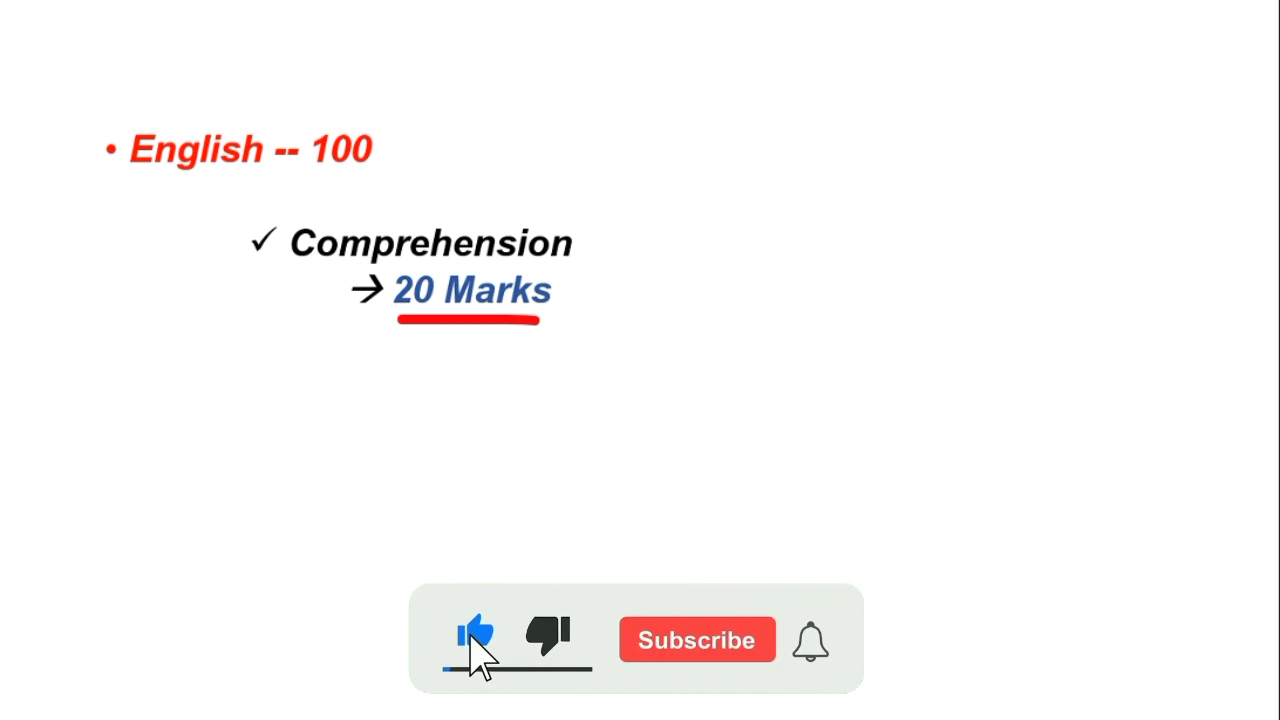 • English -- 100
✓ Comprehension
→ 20 Marks
Subscribe